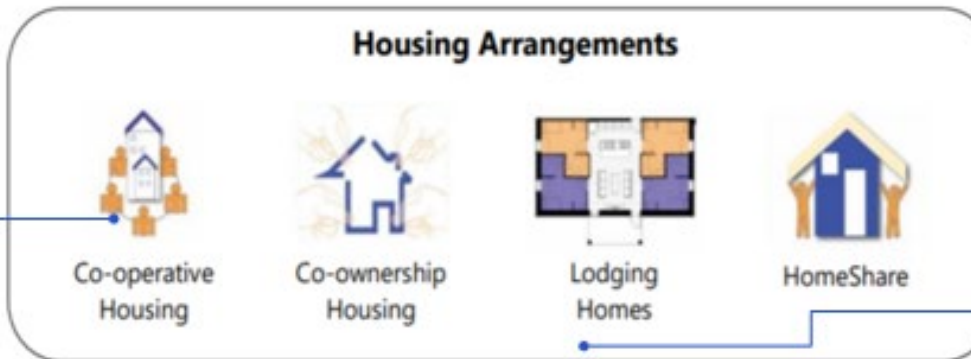 Housing Arrangements
Co-operative
Housing
Co-ownership
Housing
Lodging
Homes
HomeShare